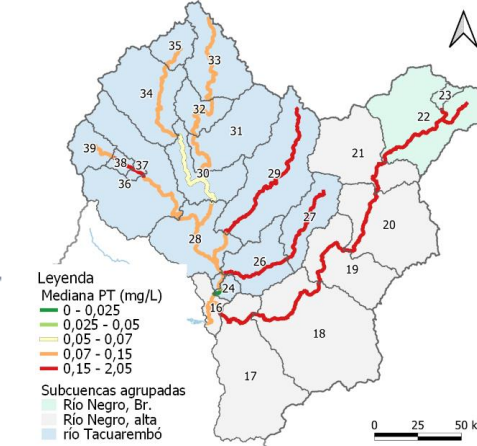 35
33
34
32
23
22
31
21
39
38
37
29
36
30
27
20
28
26
19
24
16
18
17
Leyenda
Mediana PT (mg/L)
0 - 0,025
0,025 - 0,05
0,05 - 0,07
0,07 - 0,15
0,15 - 2,05
Subcuencas agrupadas
Río Negro, Br.
Río Negro, alta
río Tacuarembó
0 25 50 k